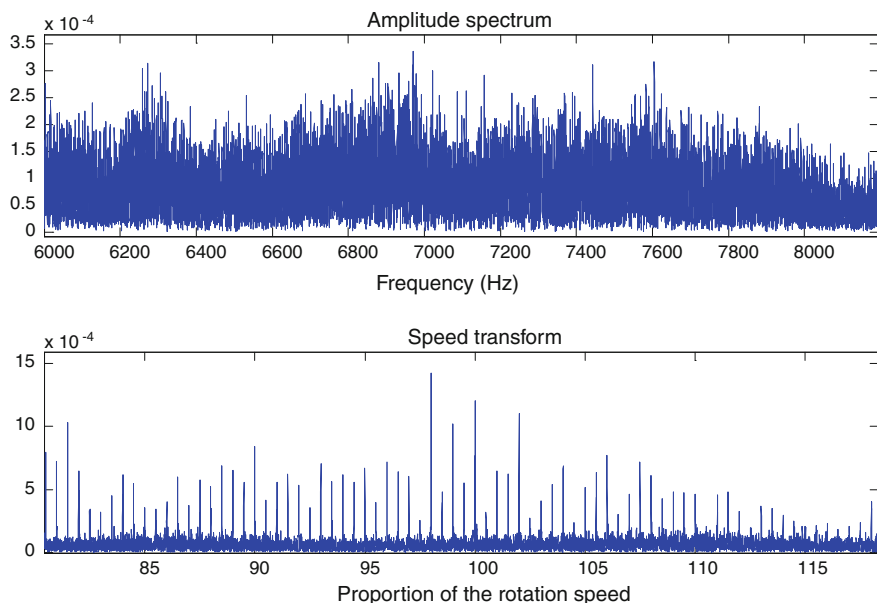 x 10⁻⁴
Amplitude spectrum
3.5
3
2.5
2
1.5
1
0.5
0
6000 6200 6400 6600 6800 7000 7200 7400 7600 7800 8000
Frequency (Hz)
x 10⁻⁴
Speed transform
15
10
5
0
85 90 95 100 105 110 115
Proportion of the rotation speed